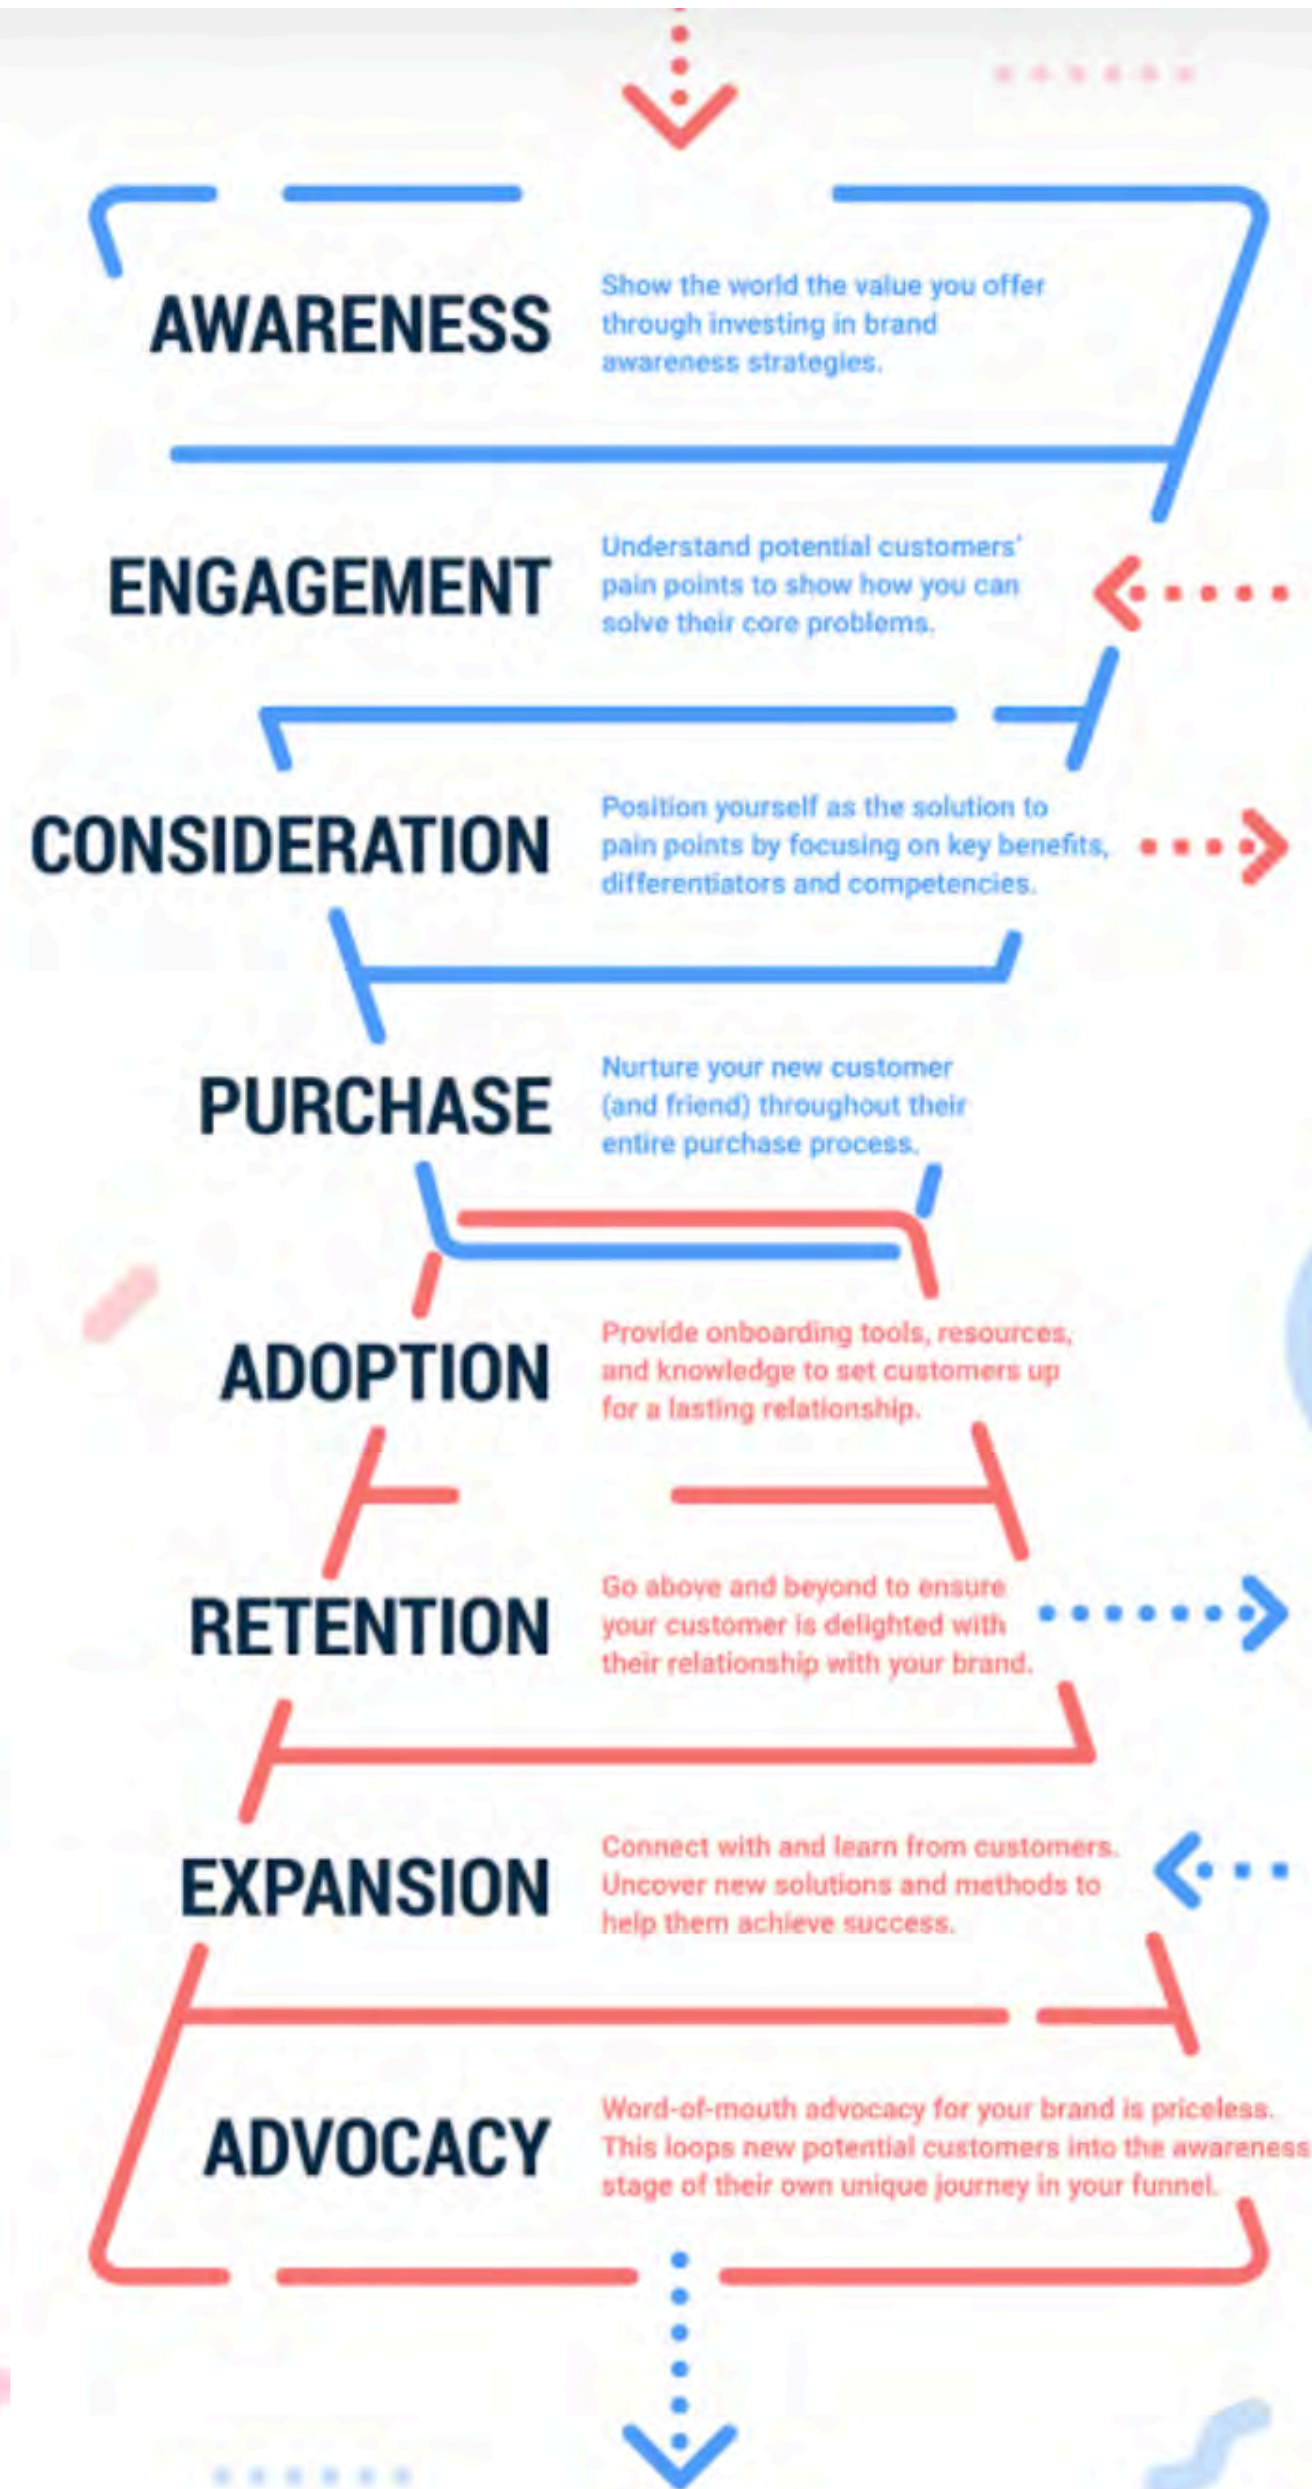 AWARENESS
Show the world the value you offer
through investing in brand
awareness strategies.
ENGAGEMENT
Understand potential customers'
pain points to show how you can
solve their core problems.
CONSIDERATION
Position yourself as the solution to
pain points by focusing on key benefits,
differentiators and competencies.
PURCHASE
Nurture your new customer
(and friend) throughout their
entire purchase process.
ADOPTION
Provide onboarding tools, resources,
and knowledge to set customers up
for a lasting relationship.
RETENTION
Go above and beyond to ensure
your customer is delighted with
their relationship with your brand.
EXPANSION
Connect with and learn from customers.
Uncover new solutions and methods to
help them achieve success.
ADVOCACY
Word-of-mouth advocacy for your brand is priceless.
This loops new potential customers into the awareness
stage of their own unique journey in your funnel.